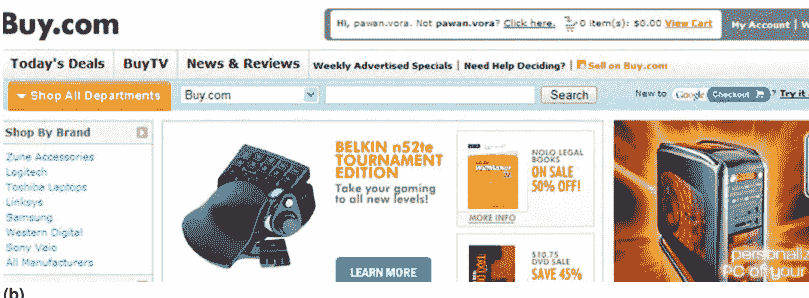 Buy.com
Hi, pawan.vora. Not pawan.vora? Click here. 0 item(s): $0.00 View Cart My Account | W
Today's Deals BuyTV News & Reviews Weekly Advertised Specials | Need Help Deciding? | Sell on Buy.com
Shop All Departments Buy.com Search New to Google Checkout ? Try it
Shop By Brand
Zune Accessories
Logitech
Toshiba Laptops
Linksys
Samsung
Western Digital
Sony Vaio
All Manufacturers
BELKIN n52te
TOURNAMENT
EDITION
Take your gaming
to all new levels!
LEARN MORE
NOLO LEGAL
BOOKS
ON SALE
50% OFF!
MORE INFO
$10.75
DVD SALE
SAVE 45%
personaliz
PC of your
(b)